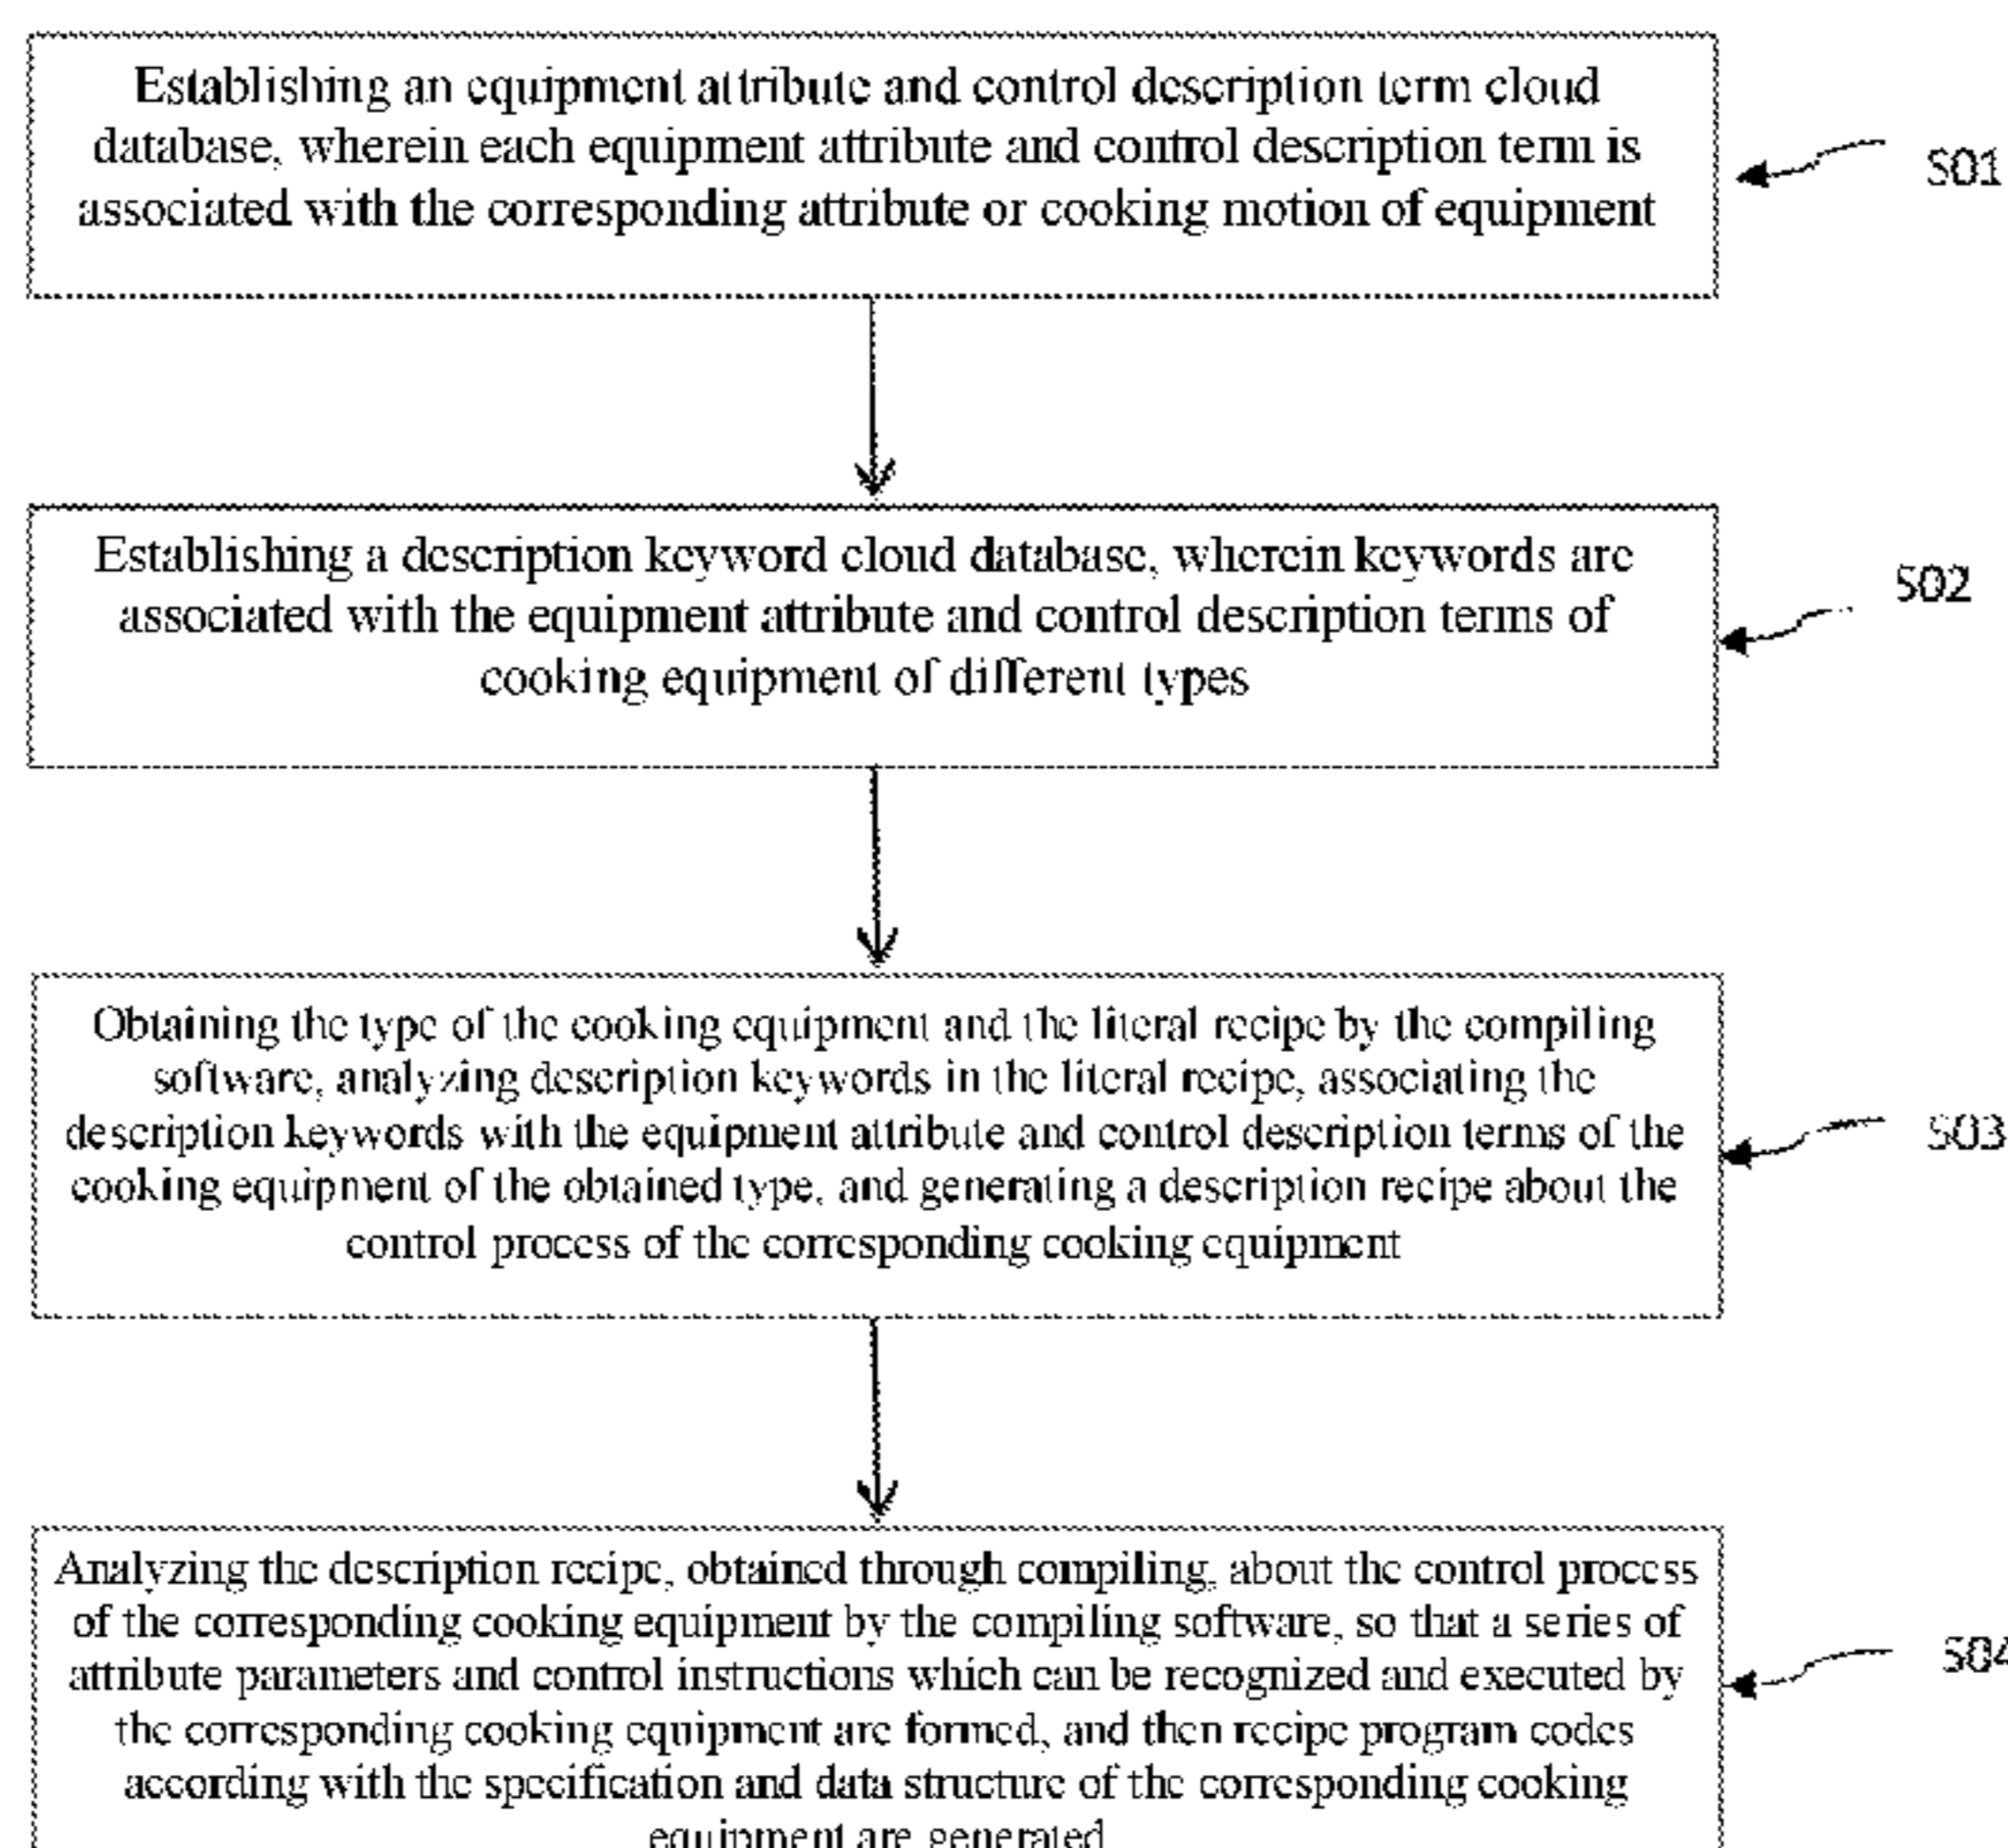 Establishing an equipment attribute and control description term cloud
database, wherein each equipment attribute and control description term is
associated with the corresponding attribute or cooking motion of equipment
S01
Establishing a description keyword cloud database, wherein keywords are
associated with the equipment attribute and control description terms of
cooking equipment of different types
S02
Obtaining the type of the cooking equipment and the literal recipe by the compiling
software, analyzing description keywords in the literal recipe, associating the
description keywords with the equipment attribute and control description terms of the
cooking equipment of the obtained type, and generating a description recipe about the
control process of the corresponding cooking equipment
S03
Analyzing the description recipe, obtained through compiling, about the control process
of the corresponding cooking equipment by the compiling software, so that a series of
attribute parameters and control instructions which can be recognized and executed by
the corresponding cooking equipment are formed, and then recipe program codes
according with the specification and data structure of the corresponding cooking
equipment are generated
S04